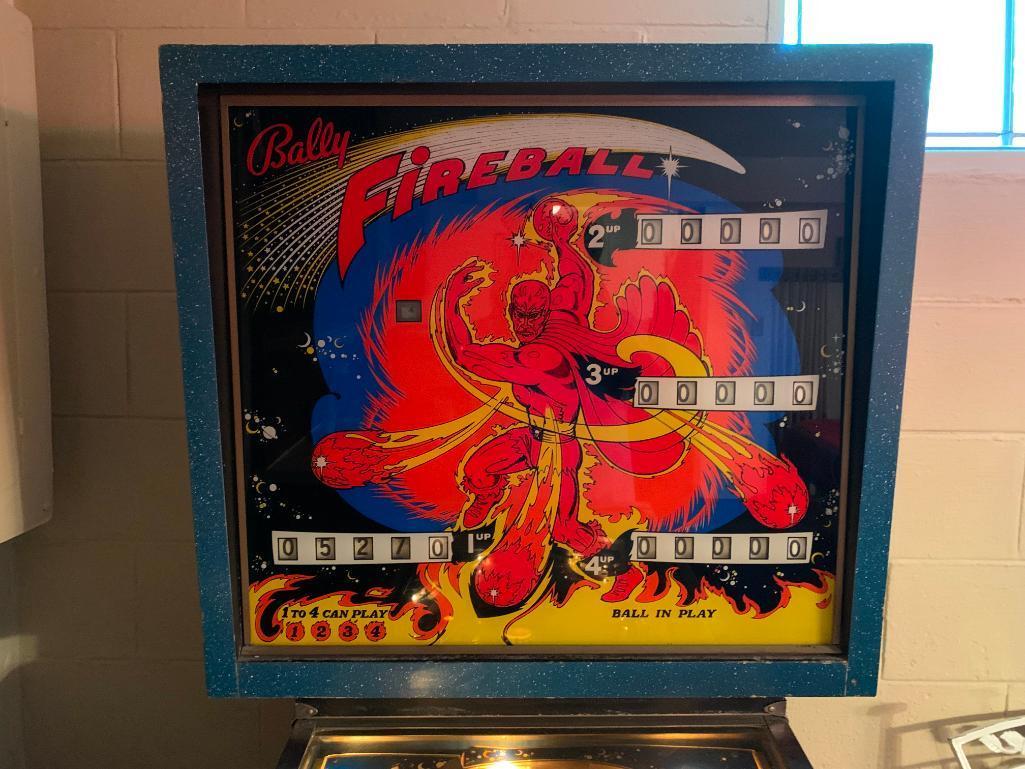 Bally
FIREBALL
2UP 00000
3UP 00000
05270 1UP
4UP 00000
1 TO 4 CAN PLAY
1 2 3 4
BALL IN PLAY